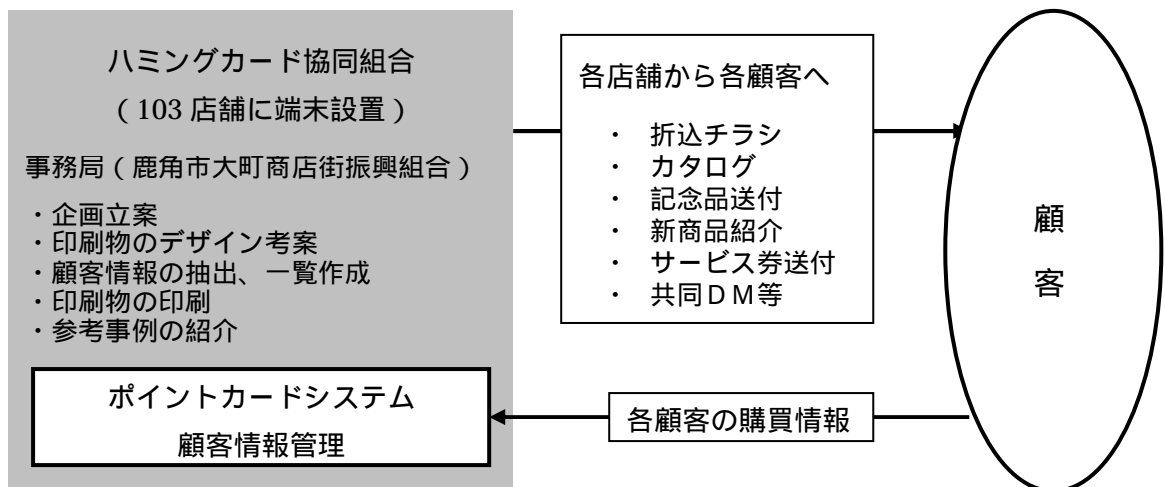 ハミングカード協同組合
（103 店舗に端末設置）
事務局（鹿角市大町商店街振興組合）
・企画立案
・印刷物のデザイン考案
・顧客情報の抽出、一覧作成
・印刷物の印刷
・参考事例の紹介
ポイントカードシステム
顧客情報管理
各店舗から各顧客へ
・ 折込チラシ
・ カタログ
・ 記念品送付
・ 新商品紹介
・ サービス券送付
・ 共同ＤＭ等
各顧客の購買情報
顧
客